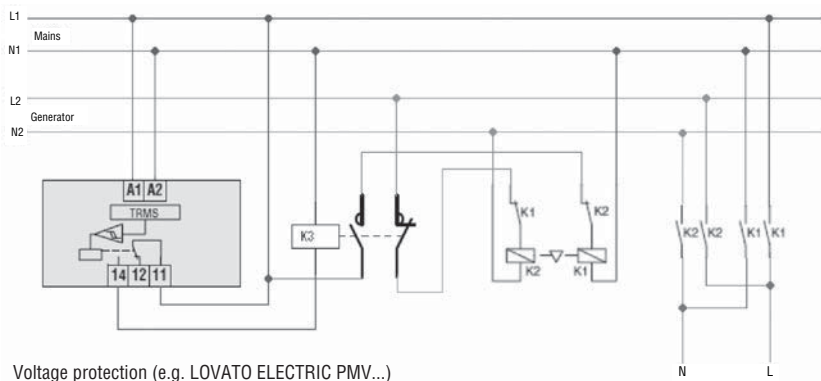 L1
Mains
N1
L2
Generator
N2
A1 A2
TRMS
14 12 11
K3
K1
K2
K2
K1
K2 K2 K1 K1
N L
Voltage protection (e.g. LOVATO ELECTRIC PMV...)